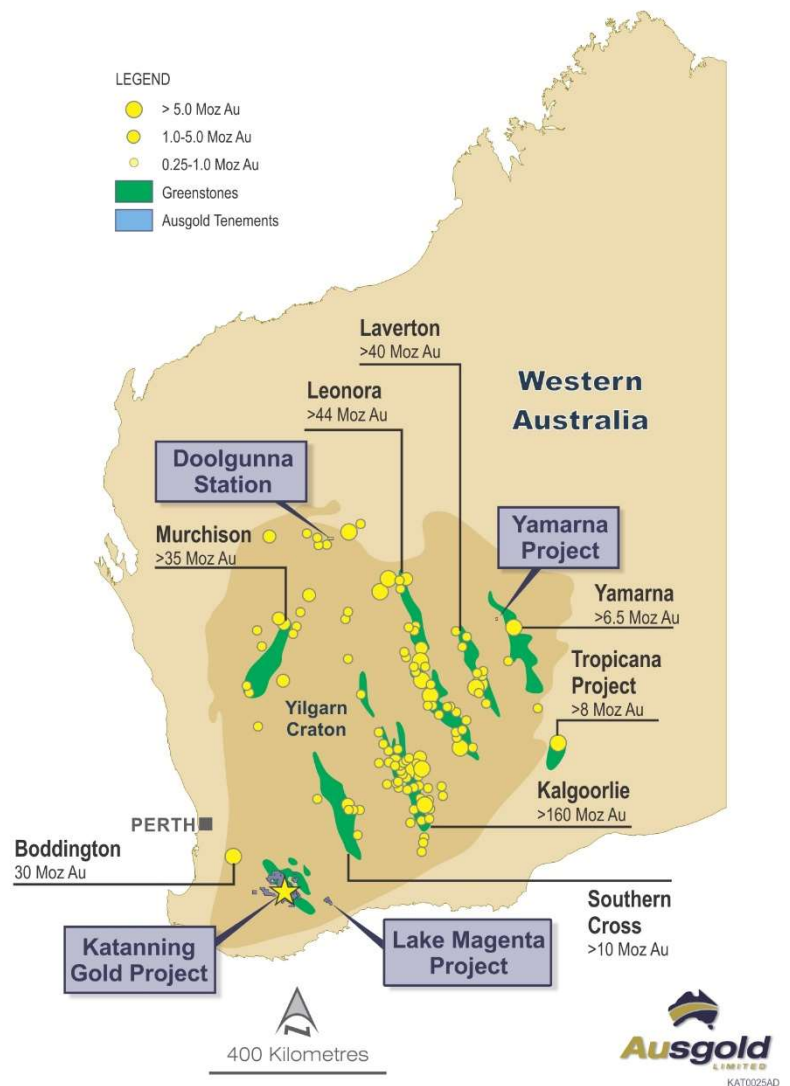 LEGEND
> 5.0 Moz Au
1.0-5.0 Moz Au
0.25-1.0 Moz Au
Greenstones
Ausgold Tenements
Laverton
>40 Moz Au
Leonora
>44 Moz Au
Western
Australia
Doolgunna
Station
Murchison
>35 Moz Au
Yamarna
Project
Yamarna
>6.5 Moz Au
Tropicana
Project
>8 Moz Au
Yilgarn
Craton
Kalgoorlie
>160 Moz Au
PERTH
Boddington
30 Moz Au
Southern
Cross
>10 Moz Au
Katanning
Gold Project
Lake Magenta
Project
N
400 Kilometres
Ausgold
LIMITED
KAT0025AD